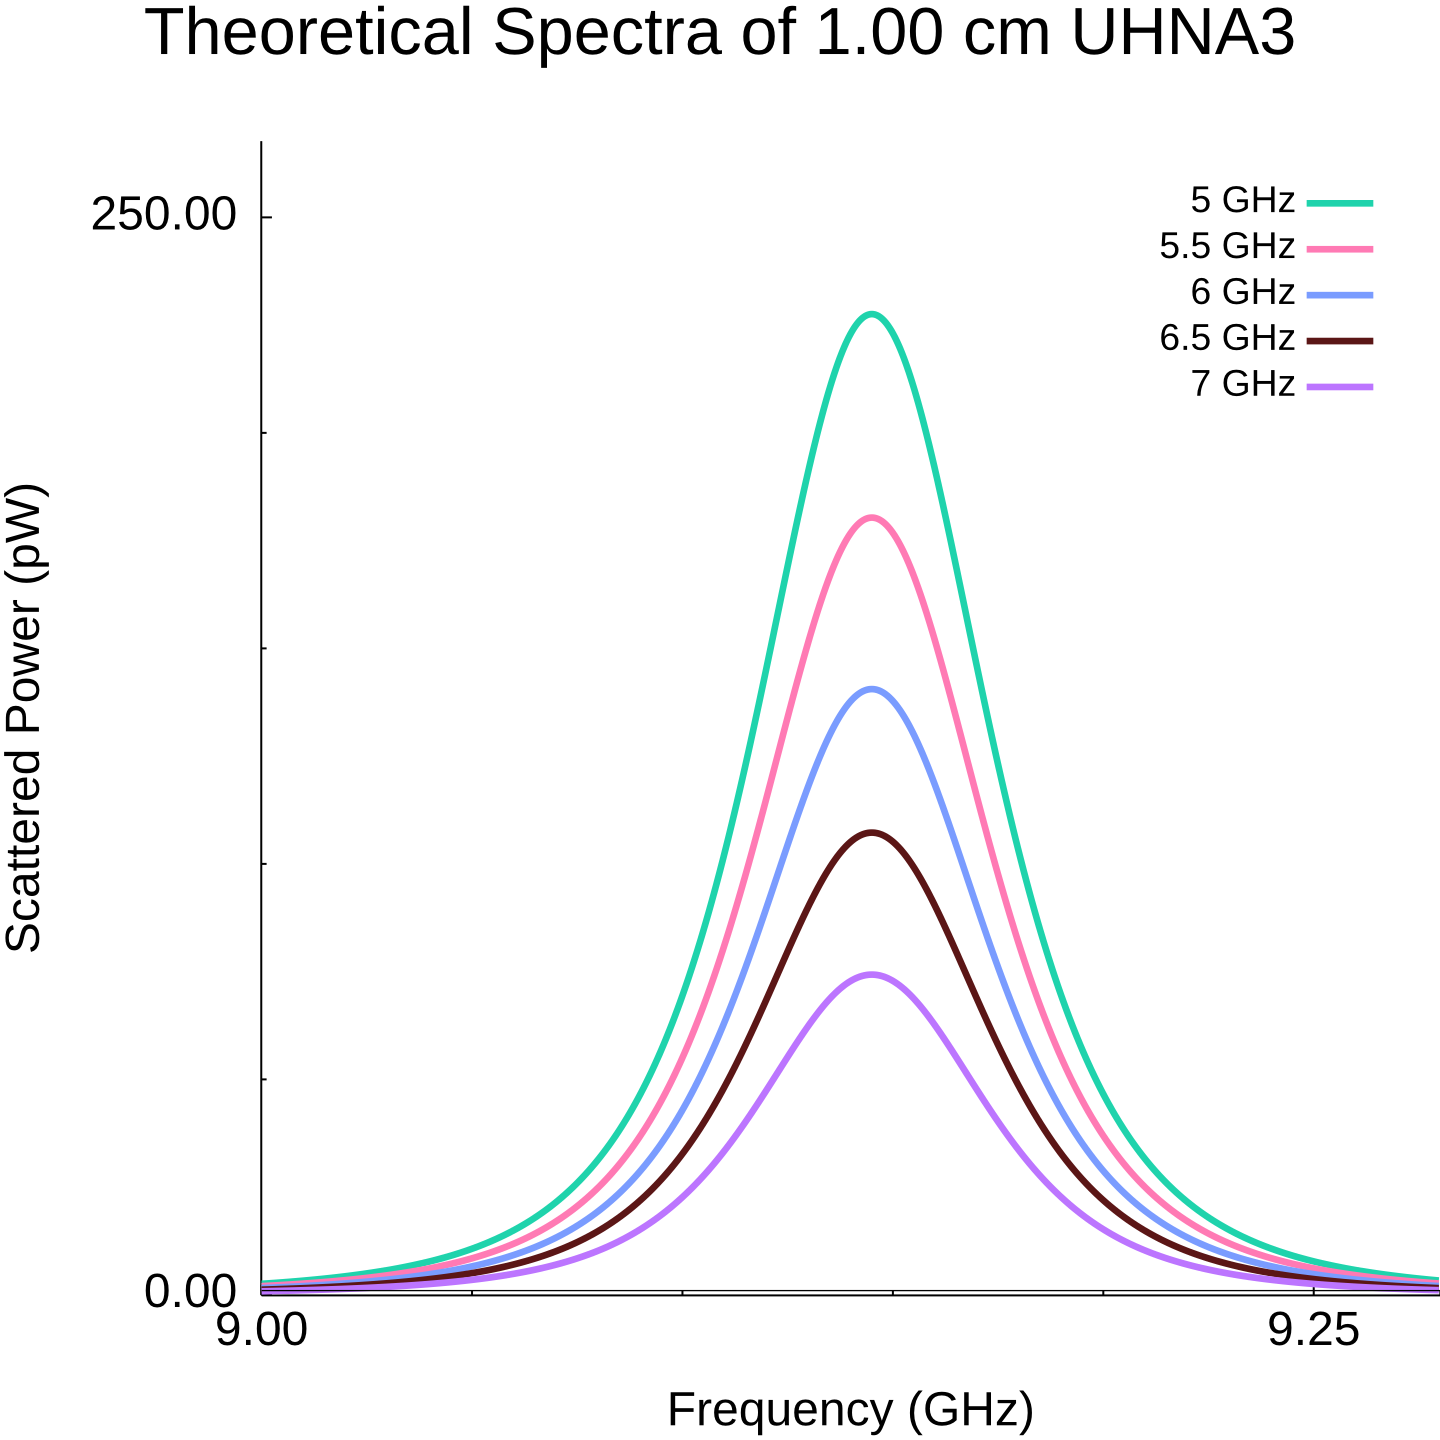 Theoretical Spectra of 1.00 cm UHNA3
250.00
5 GHz
5.5 GHz
6 GHz
6.5 GHz
7 GHz
Scattered Power (pW)
0.00
9.00
9.25
Frequency (GHz)